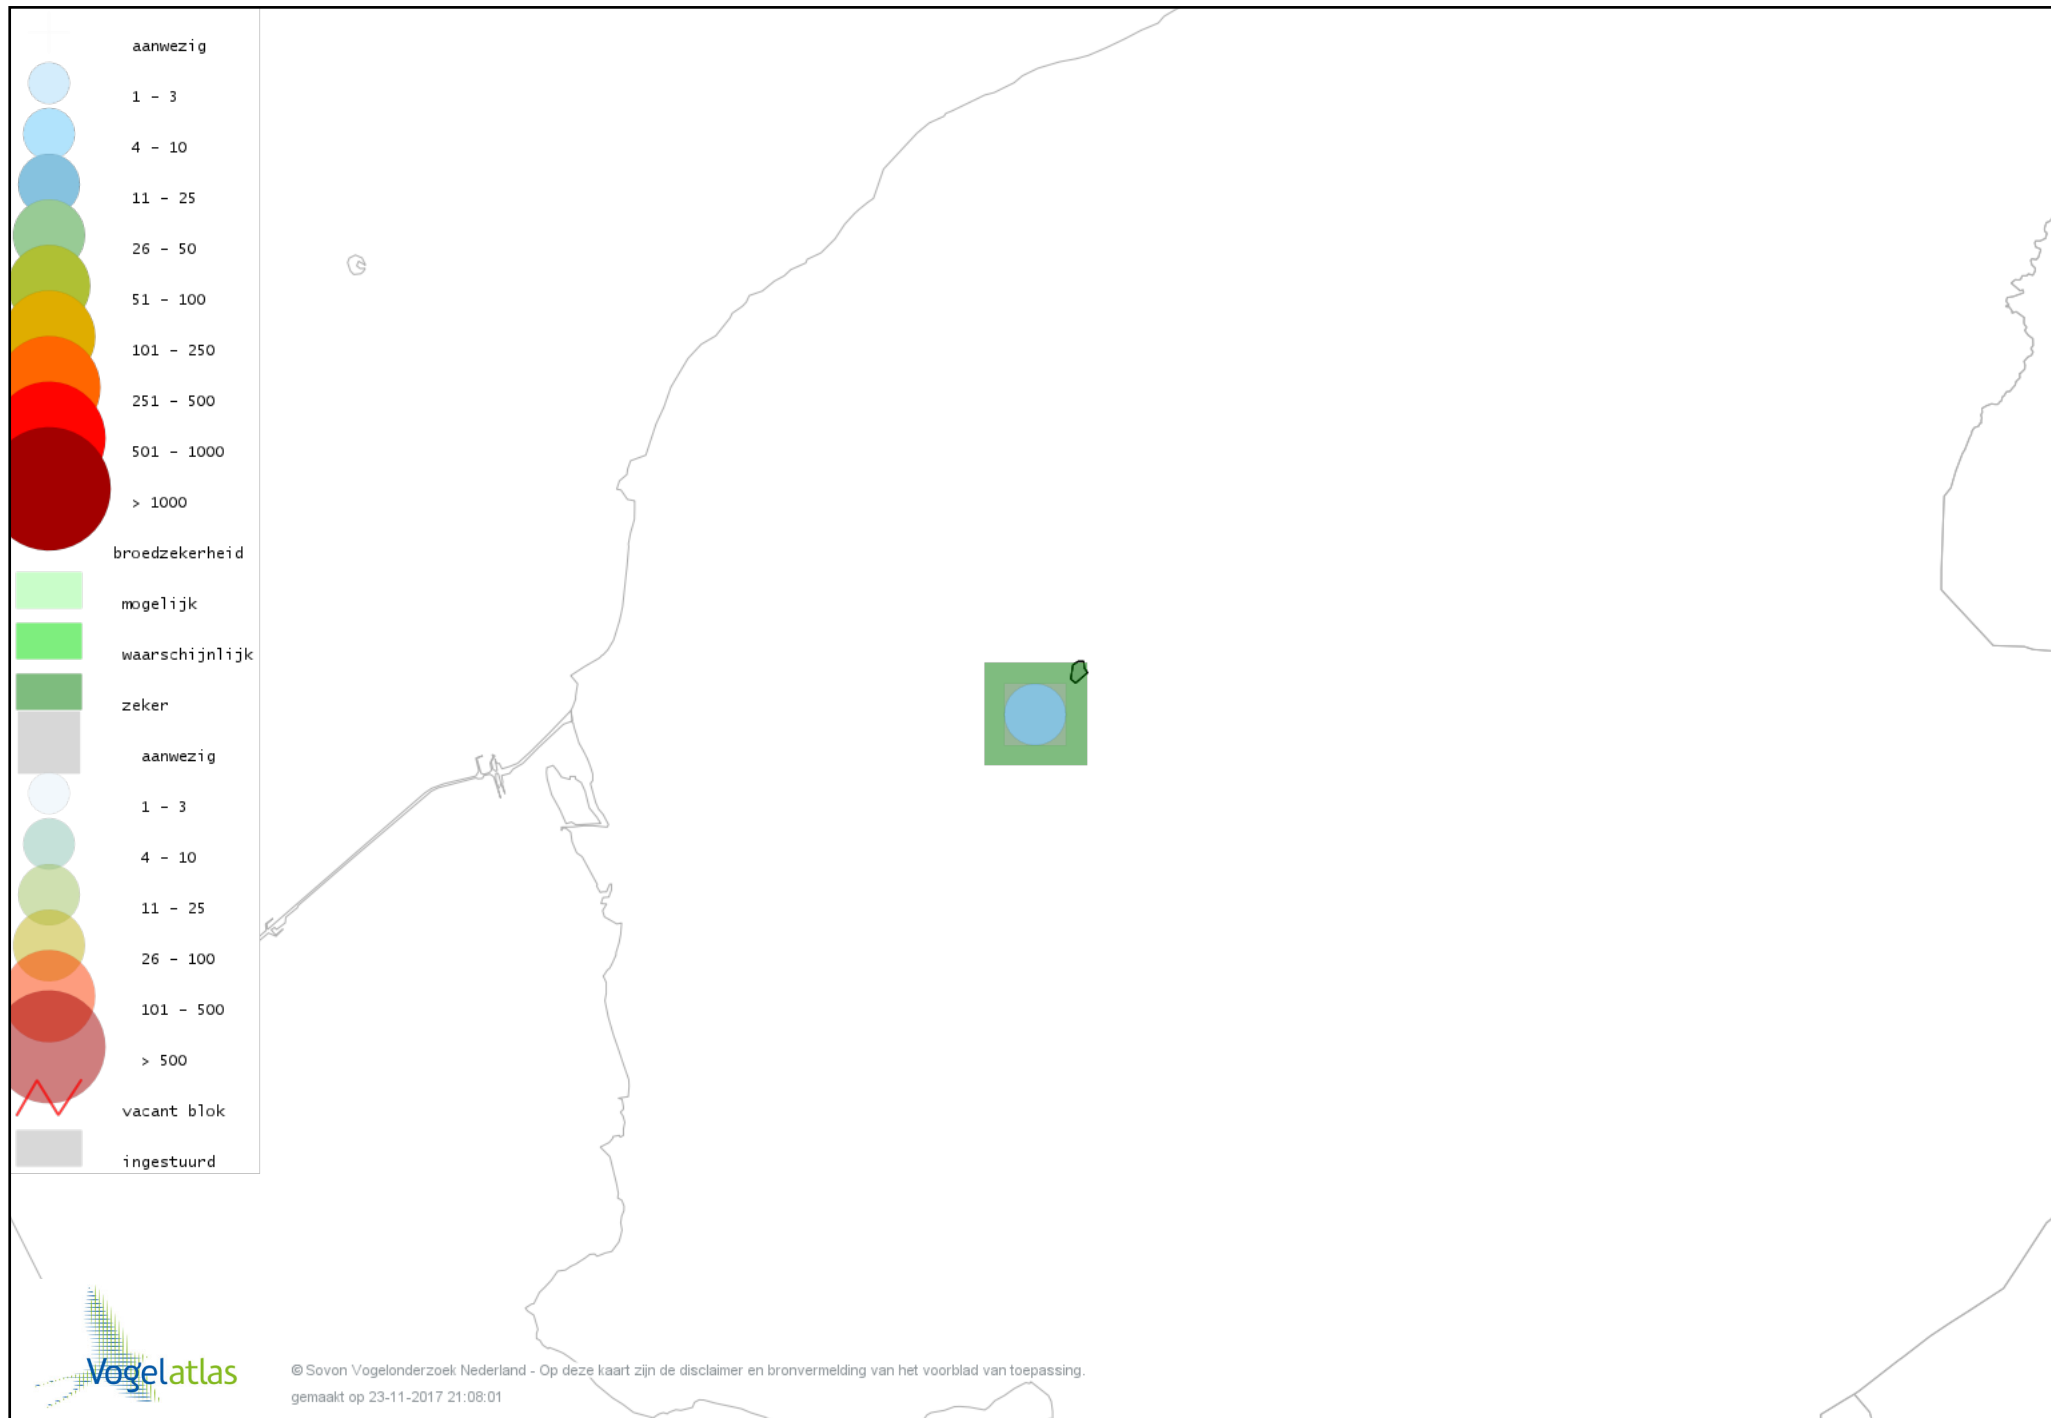 aanwezig
1 - 3
4 - 10
11 - 25
26 - 50
51 - 100
101 - 250
251 - 500
501 - 1000
> 1000
broedzekerheid
mogelijk
waarschijnlijk
zeker
aanwezig
1 - 3
4 - 10
11 - 25
26 - 100
101 - 500
> 500
vacant blok
ingestuurd
Vogelatlas
© Sovon Vogelonderzoek Nederland - Op deze kaart zijn de disclaimer en bronvermelding van het voorblad van toepassing.
gemaakt op 23-11-2017 21:08:01